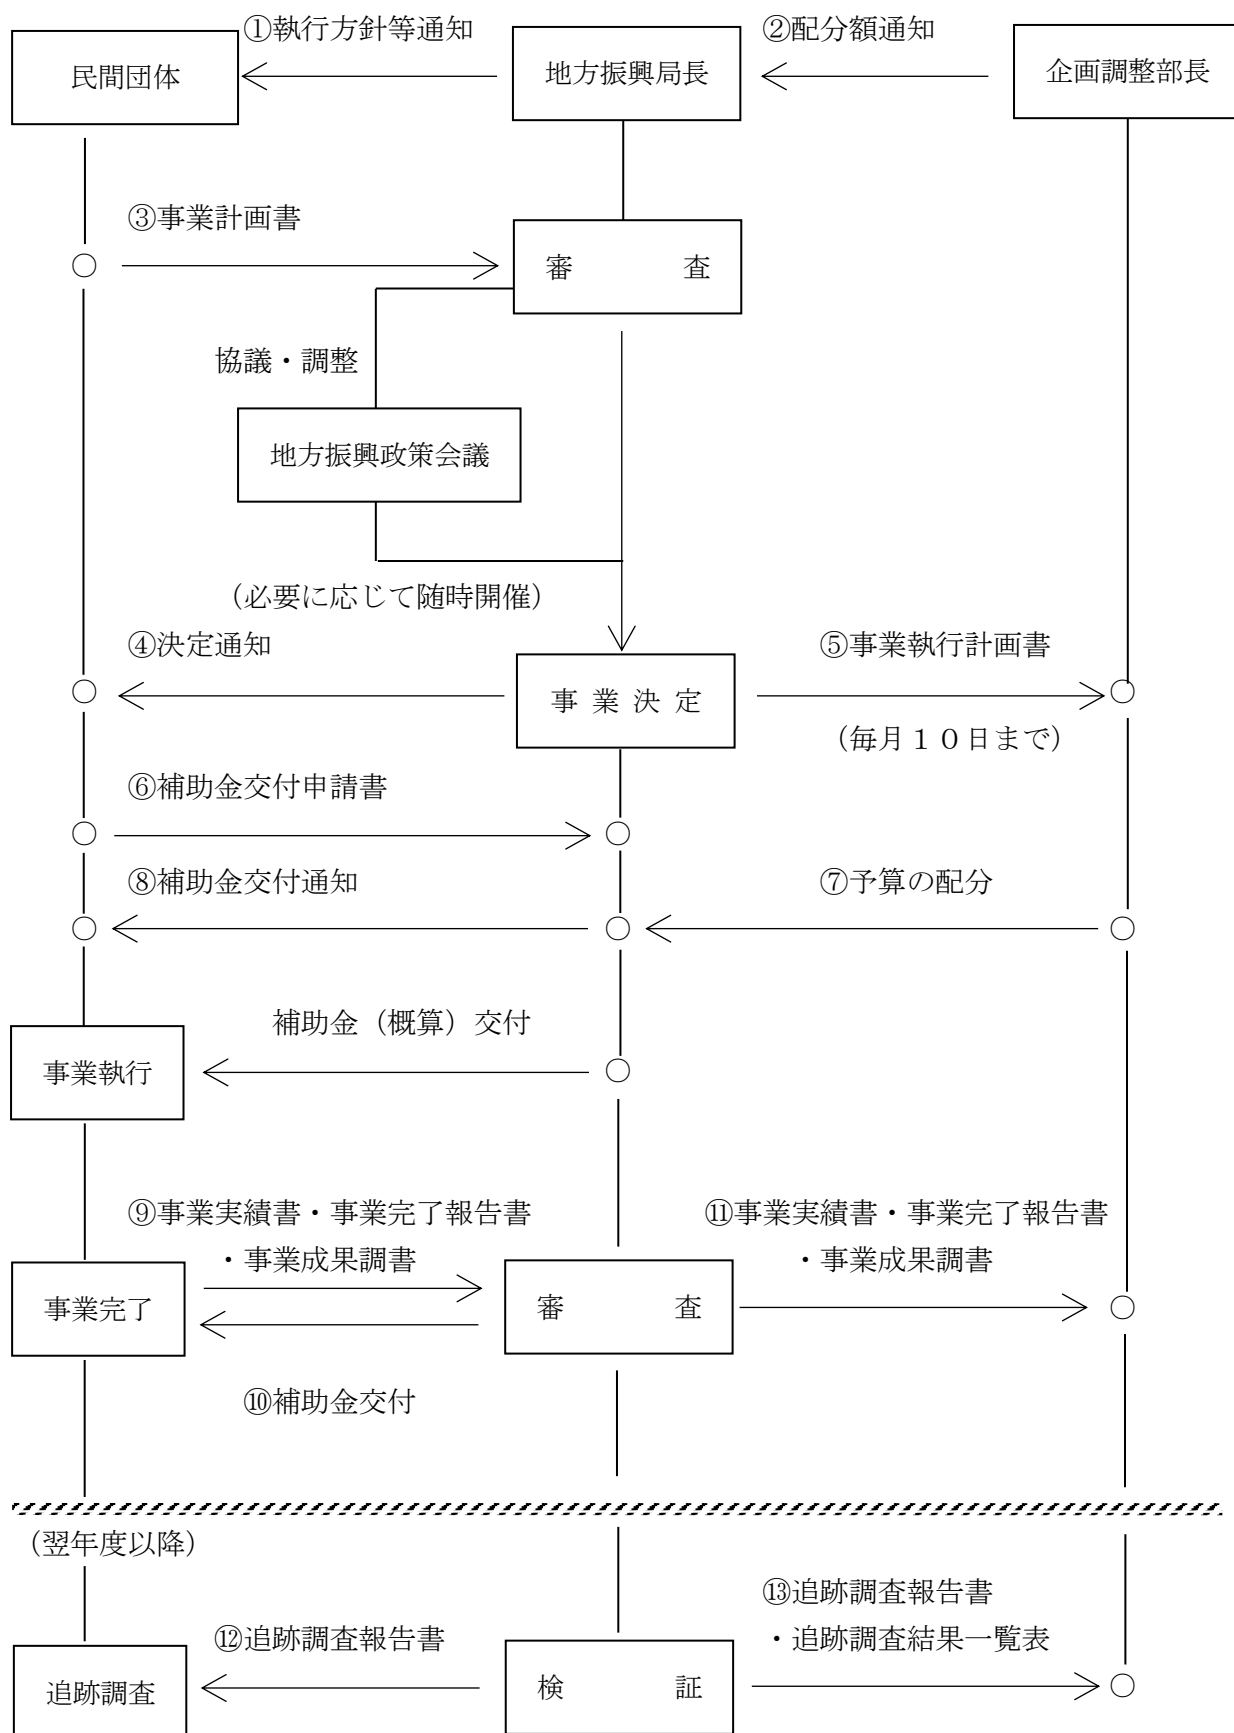 ①執行方針等通知
②配分額通知
民間団体
地方振興局長
企画調整部長
③事業計画書
審　　　査
協議・調整
地方振興政策会議
（必要に応じて随時開催）
④決定通知
⑤事業執行計画書
事 業 決 定
（毎月１０日まで）
⑥補助金交付申請書
⑧補助金交付通知
⑦予算の配分
補助金（概算）交付
事業執行
⑨事業実績書・事業完了報告書
・事業成果調書
⑪事業実績書・事業完了報告書
・事業成果調書
事業完了
審　　　査
⑩補助金交付
（翌年度以降）
⑬追跡調査報告書
・追跡調査結果一覧表
⑫追跡調査報告書
追跡調査
検　　　証